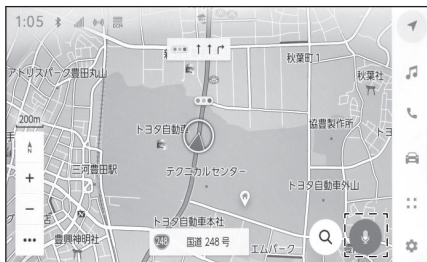 1:05
DCM
秋葉町1
アドリスパーク豊田丸山
秋葉社
200m
トヨタ自動車
協豊製作所
N
三河豊田駅
テクニカルセンター
トヨタ自動車外山
トヨタ自動車本社
豊興神明社
248
国道 248 号
エムパーク